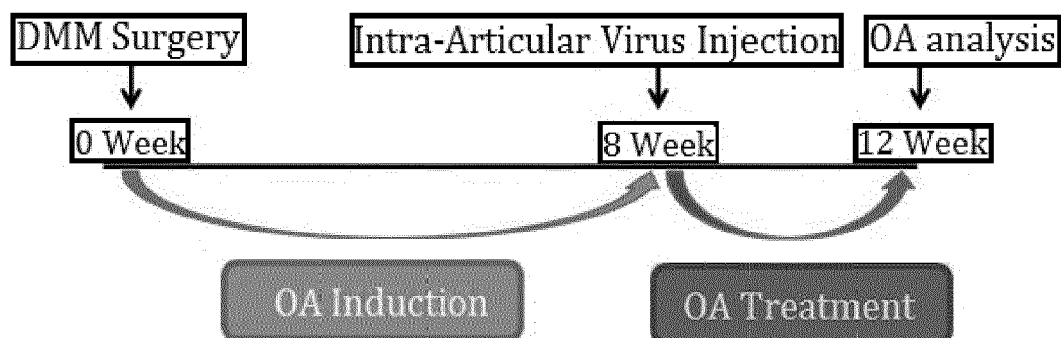 DMM Surgery
Intra-Articular Virus Injection
OA analysis
0 Week
8 Week
12 Week
OA Induction
OA Treatment